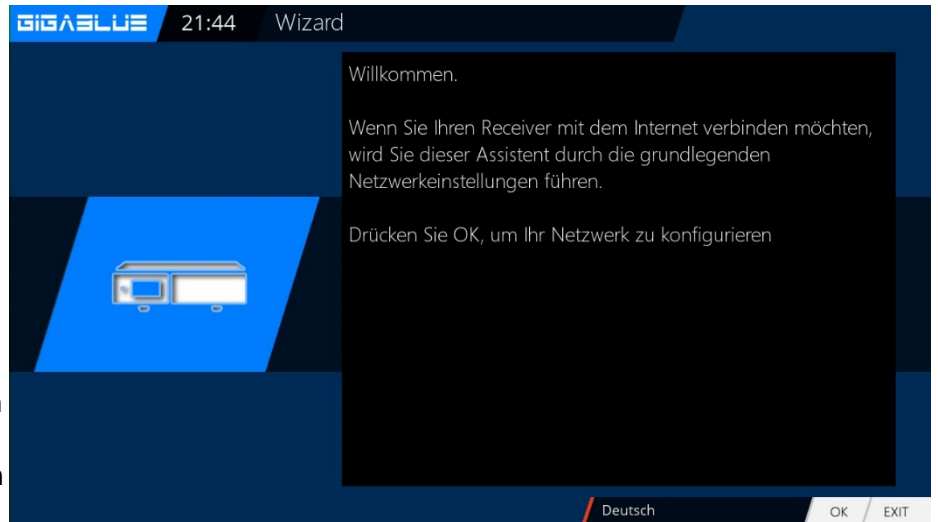 GIGABLUE 21:44 Wizard
Willkommen.
Wenn Sie Ihren Receiver mit dem Internet verbinden möchten,
wird Sie dieser Assistent durch die grundlegenden
Netzwerkeinstellungen führen.
Drücken Sie OK, um Ihr Netzwerk zu konfigurieren
Deutsch OK EXIT